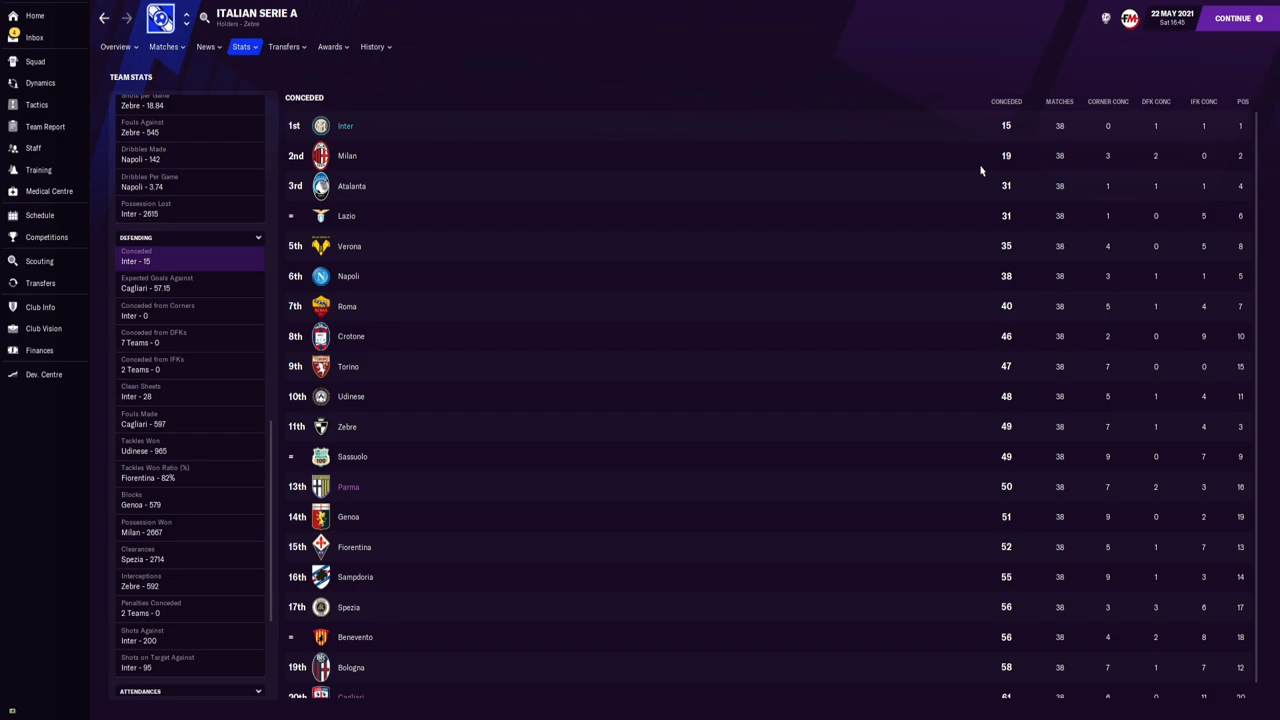 Home
4
Inbox
Squad
Dynamics
Tactics
Team Report
Staff
Training
Medical Centre
Schedule
Competitions
Scouting
Transfers
Club Info
Club Vision
Finances
Dev. Centre
ITALIAN SERIE A
Holders - Zebre
FM
22 MAY 2021
Sat 16:45
CONTINUE
Overview
Matches
News
Stats
Transfers
Awards
History
TEAM STATS
Shots per Game
Zebre - 18.84
Fouls Against
Zebre - 545
Dribbles Made
Napoli - 142
Dribbles Per Game
Napoli - 3.74
Possession Lost
Inter - 2615
DEFENDING
Conceded
Inter - 15
Expected Goals Against
Cagliari - 57.15
Conceded from Corners
Inter - 0
Conceded from DFKs
7 Teams - 0
Conceded from IFKs
2 Teams - 0
Clean Sheets
Inter - 28
Fouls Made
Cagliari - 597
Tackles Won
Udinese - 965
Tackles Won Ratio (%)
Fiorentina - 82%
Blocks
Genoa - 579
Possession Won
Milan - 2667
Clearances
Spezia - 2714
Interceptions
Zebre - 592
Penalties Conceded
2 Teams - 0
Shots Against
Inter - 200
Shots on Target Against
Inter - 95
ATTENDANCES
CONCEDED
CONCEDED MATCHES CORNER CONC DFK CONC IFK CONC POS
1st Inter 15 38 0 1 1 1
2nd Milan 19 38 3 2 0 2
3rd Atalanta 31 38 1 1 1 4
= Lazio 31 38 1 0 5 6
5th Verona 35 38 4 0 5 8
6th Napoli 38 38 3 1 1 5
7th Roma 40 38 5 1 4 7
8th Crotone 46 38 2 0 9 10
9th Torino 47 38 7 0 0 15
10th Udinese 48 38 5 1 4 11
11th Zebre 49 38 7 1 4 3
= Sassuolo 49 38 9 0 7 9
13th Parma 50 38 7 2 3 16
14th Genoa 51 38 9 0 2 19
15th Fiorentina 52 38 5 1 7 13
16th Sampdoria 55 38 9 1 3 14
17th Spezia 56 38 3 3 6 17
= Benevento 56 38 4 2 8 18
19th Bologna 58 38 7 1 7 12
20th Cagliari 61 38 6 0 11 20